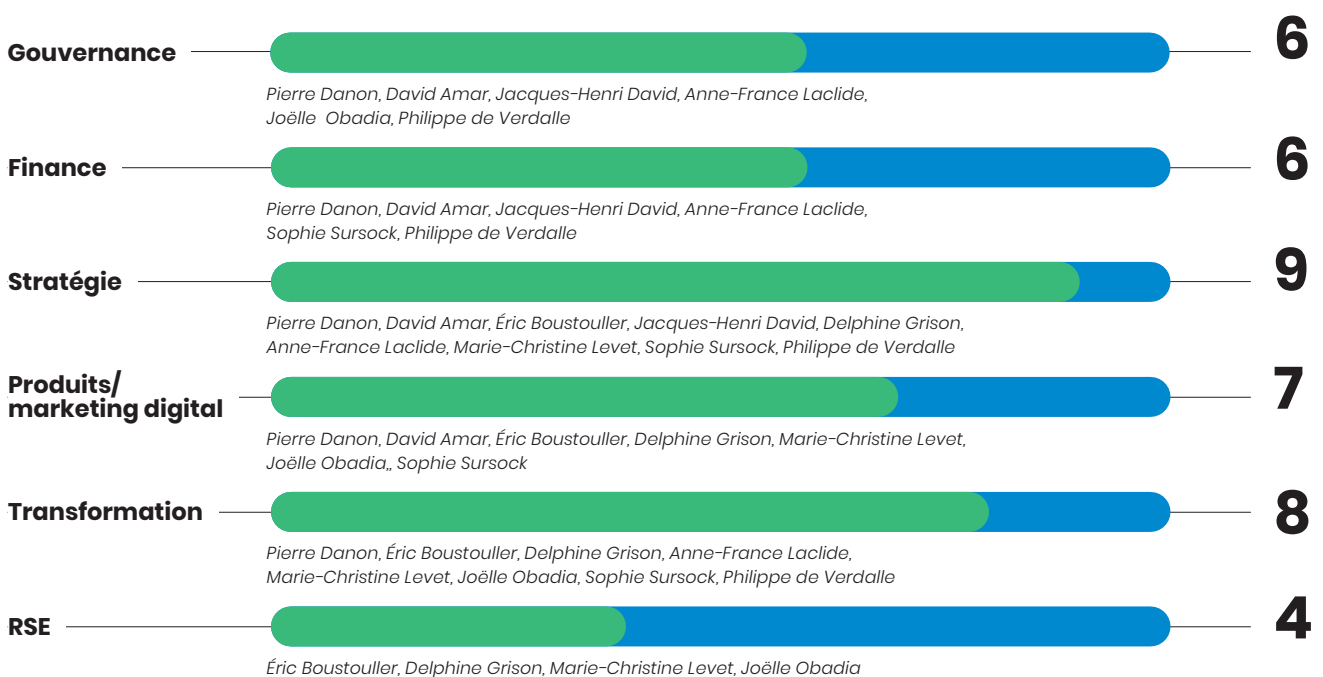 Gouvernance
6
Pierre Danon, David Amar, Jacques-Henri David, Anne-France Laclide,
Joëlle Obadia, Philippe de Verdalle
Finance
6
Pierre Danon, David Amar, Jacques-Henri David, Anne-France Laclide,
Sophie Sursock, Philippe de Verdalle
Stratégie
9
Pierre Danon, David Amar, Éric Boustouller, Jacques-Henri David, Delphine Grison,
Anne-France Laclide, Marie-Christine Levet, Sophie Sursock, Philippe de Verdalle
Produits/
marketing digital
7
Pierre Danon, David Amar, Éric Boustouller, Delphine Grison, Marie-Christine Levet,
Joëlle Obadia,, Sophie Sursock
Transformation
8
Pierre Danon, Éric Boustouller, Delphine Grison, Anne-France Laclide,
Marie-Christine Levet, Joëlle Obadia, Sophie Sursock, Philippe de Verdalle
RSE
4
Éric Boustouller, Delphine Grison, Marie-Christine Levet, Joëlle Obadia